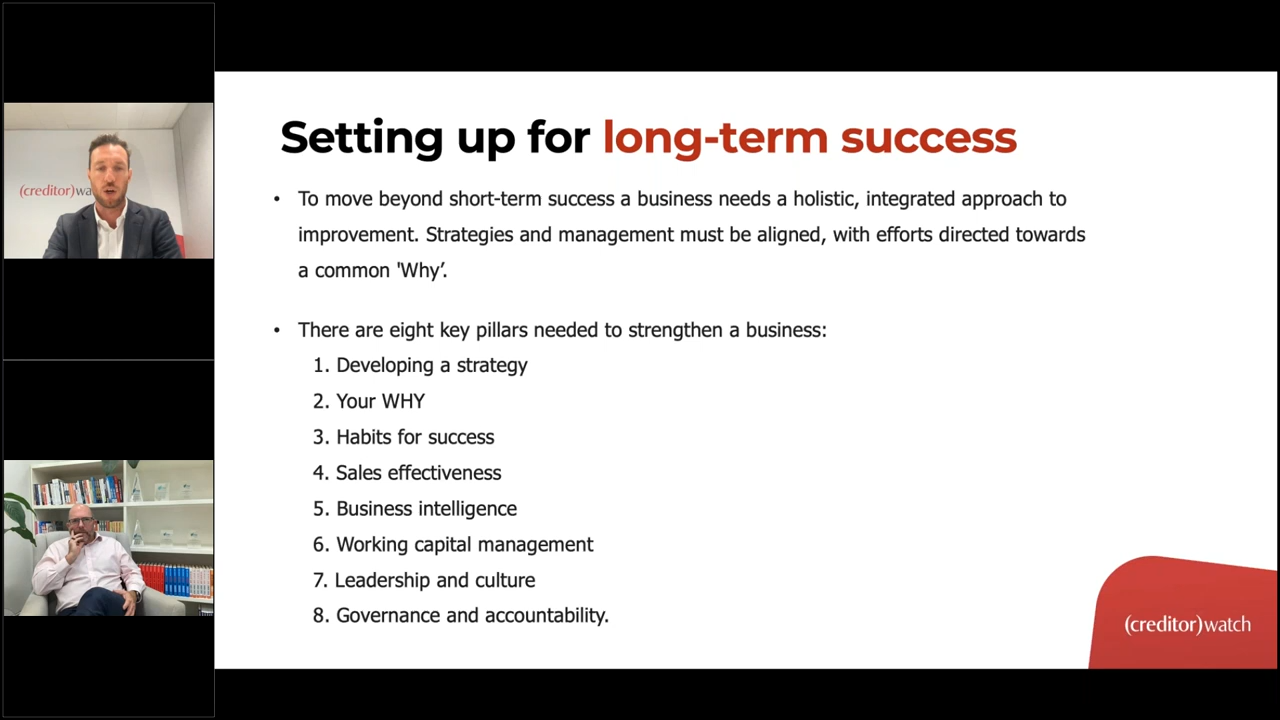 (creditor)wa
Setting up for long-term success
• To move beyond short-term success a business needs a holistic, integrated approach to
improvement. Strategies and management must be aligned, with efforts directed towards
a common 'Why’.
• There are eight key pillars needed to strengthen a business:
1. Developing a strategy
2. Your WHY
3. Habits for success
4. Sales effectiveness
5. Business intelligence
6. Working capital management
7. Leadership and culture
8. Governance and accountability.
(creditor)watch